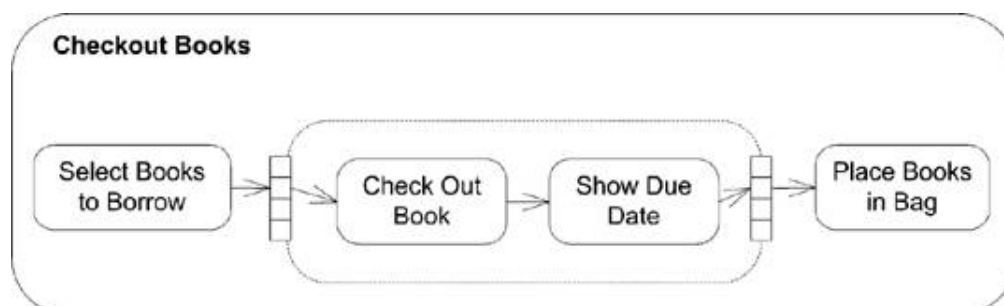 Checkout Books
Select Books
to Borrow
Check Out
Book
Show Due
Date
Place Books
in Bag